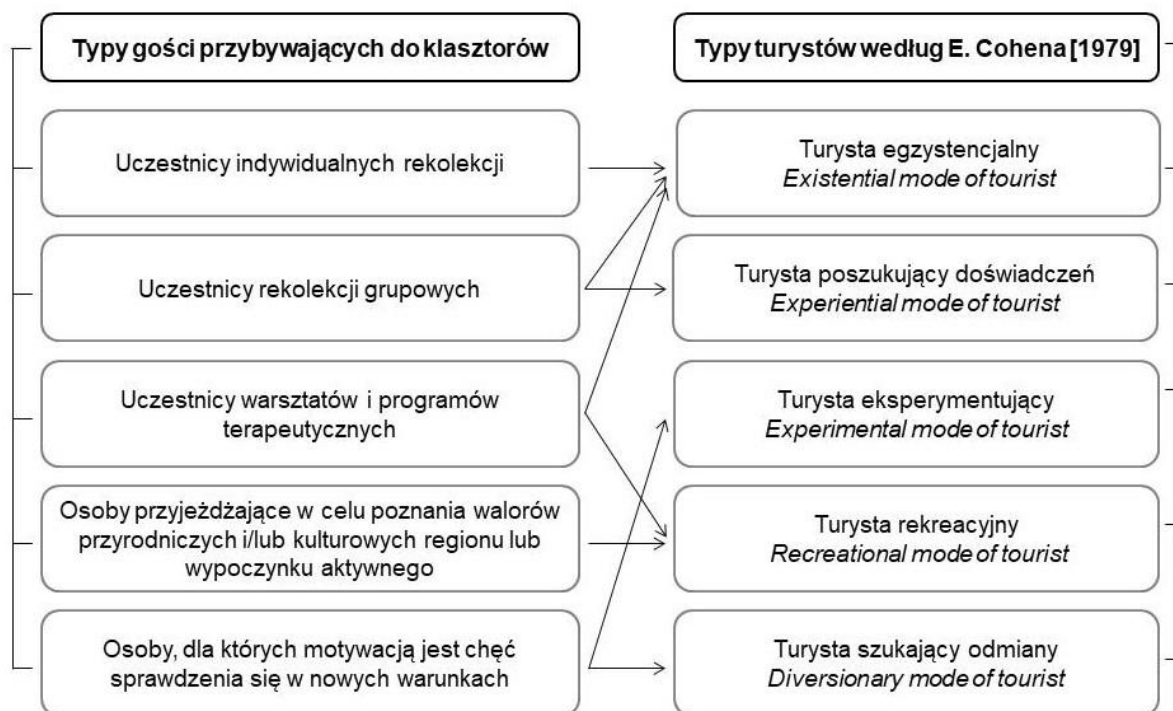 Typy gości przybywających do klasztorów
Typy turystów według E. Cohena [1979]
Uczestnicy indywidualnych rekolekcji
Turysta egzystencjalny
Existential mode of tourist
Uczestnicy rekolekcji grupowych
Turysta poszukujący doświadczeń
Experiential mode of tourist
Uczestnicy warsztatów i programów
terapeutycznych
Turysta eksperymentujący
Experimental mode of tourist
Osoby przyjeżdżające w celu poznania walorów
przyrodniczych i/lub kulturowych regionu lub
wypoczynku aktywnego
Turysta rekreacyjny
Recreational mode of tourist
Osoby, dla których motywacją jest chęć
sprawdzenia się w nowych warunkach
Turysta szukający odmiany
Diversionary mode of tourist